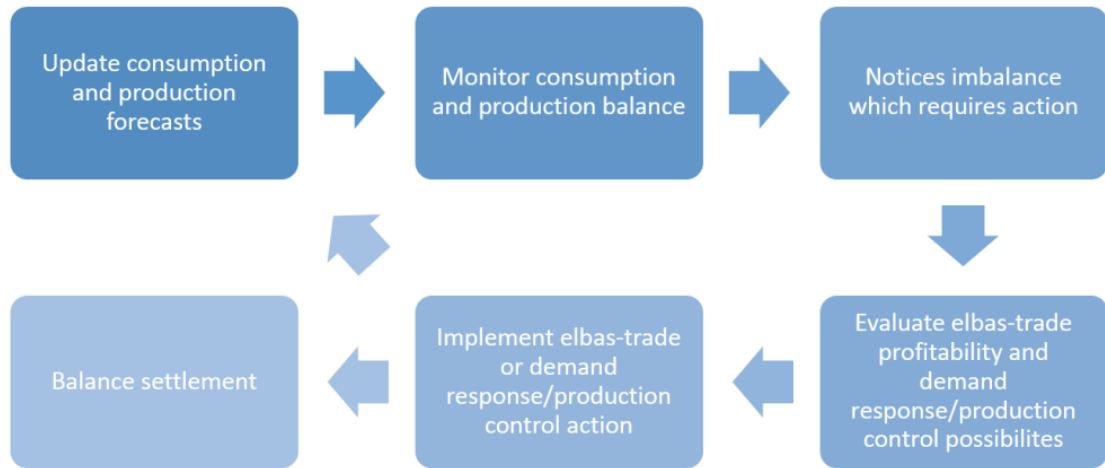 Update consumption
and production
forecasts
Monitor consumption
and production balance
Notices imbalance
which requires action
Evaluate elbas-trade
profitability and
demand
response/production
control possibilites
Implement elbas-trade
or demand
response/production
control action
Balance settlement